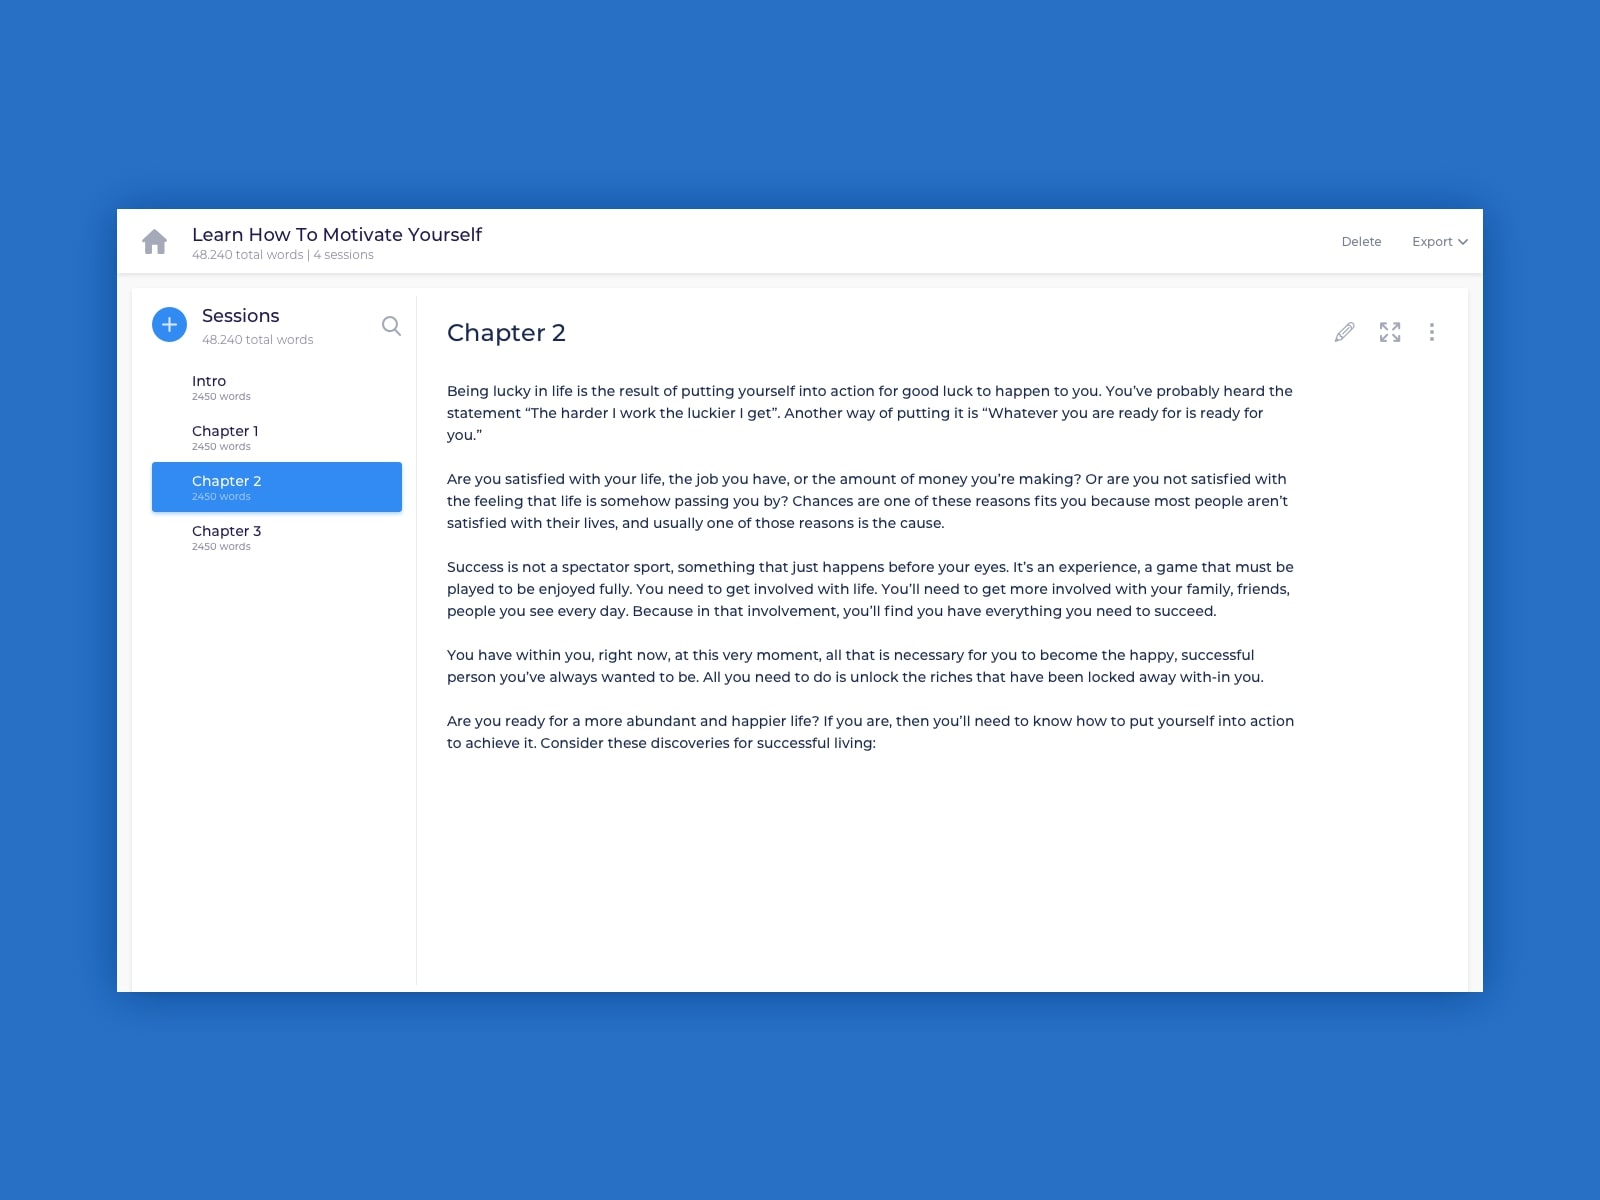 Learn How To Motivate Yourself
48.240 total words | 4 sessions
Delete
Export
Sessions
48.240 total words
Intro
2450 words
Chapter 1
2450 words
Chapter 2
2450 words
Chapter 3
2450 words
Chapter 2
Being lucky in life is the result of putting yourself into action for good luck to happen to you. You’ve probably heard the
statement “The harder I work the luckier I get”. Another way of putting it is “Whatever you are ready for is ready for
you.”
Are you satisfied with your life, the job you have, or the amount of money you’re making? Or are you not satisfied with
the feeling that life is somehow passing you by? Chances are one of these reasons fits you because most people aren’t
satisfied with their lives, and usually one of those reasons is the cause.
Success is not a spectator sport, something that just happens before your eyes. It’s an experience, a game that must be
played to be enjoyed fully. You need to get involved with life. You’ll need to get more involved with your family, friends,
people you see every day. Because in that involvement, you’ll find you have everything you need to succeed.
You have within you, right now, at this very moment, all that is necessary for you to become the happy, successful
person you’ve always wanted to be. All you need to do is unlock the riches that have been locked away with-in you.
Are you ready for a more abundant and happier life? If you are, then you’ll need to know how to put yourself into action
to achieve it. Consider these discoveries for successful living: